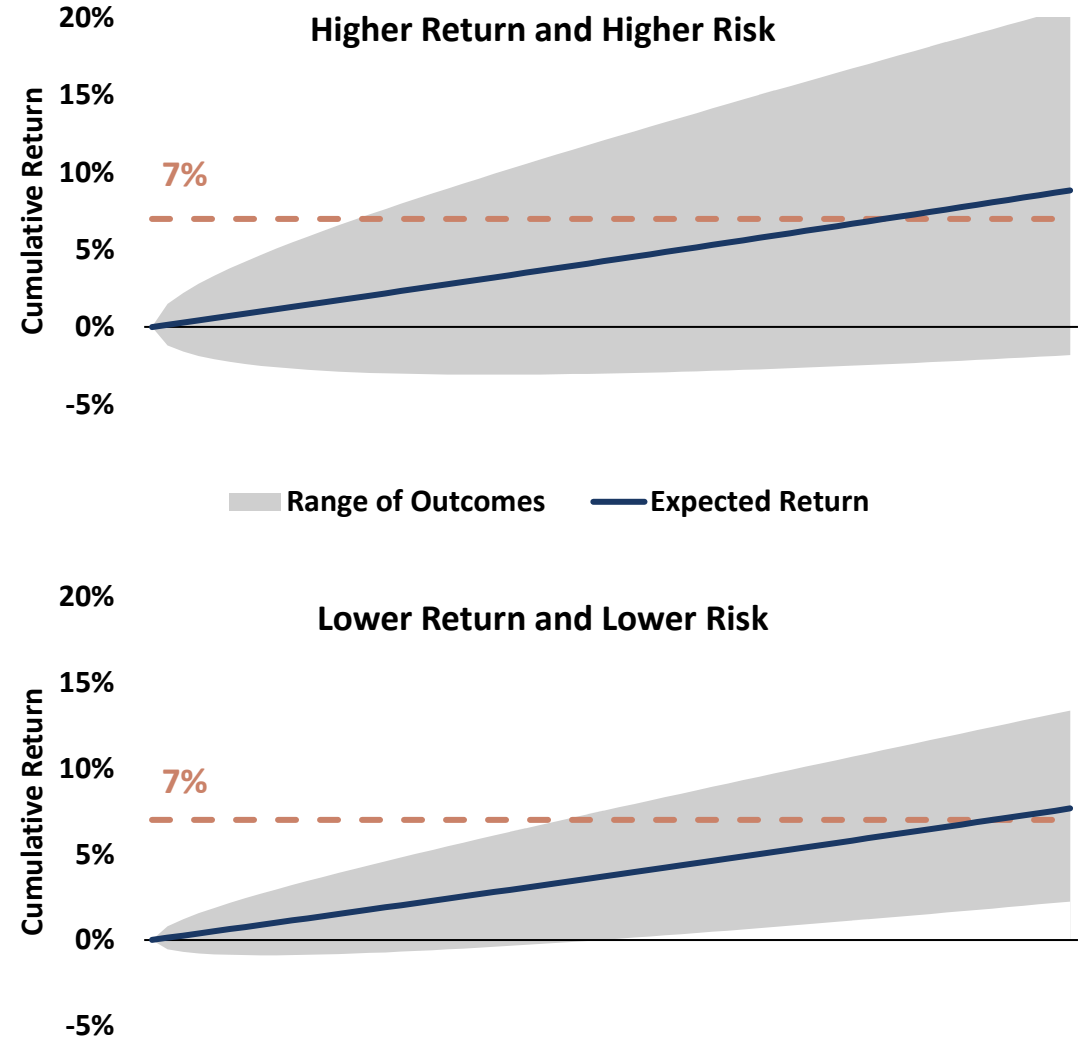 Higher Return and Higher Risk
Cumulative Return
20%
15%
10%
5%
0%
-5%
7%
Range of Outcomes
Expected Return
Lower Return and Lower Risk
Cumulative Return
20%
15%
10%
5%
0%
-5%
7%